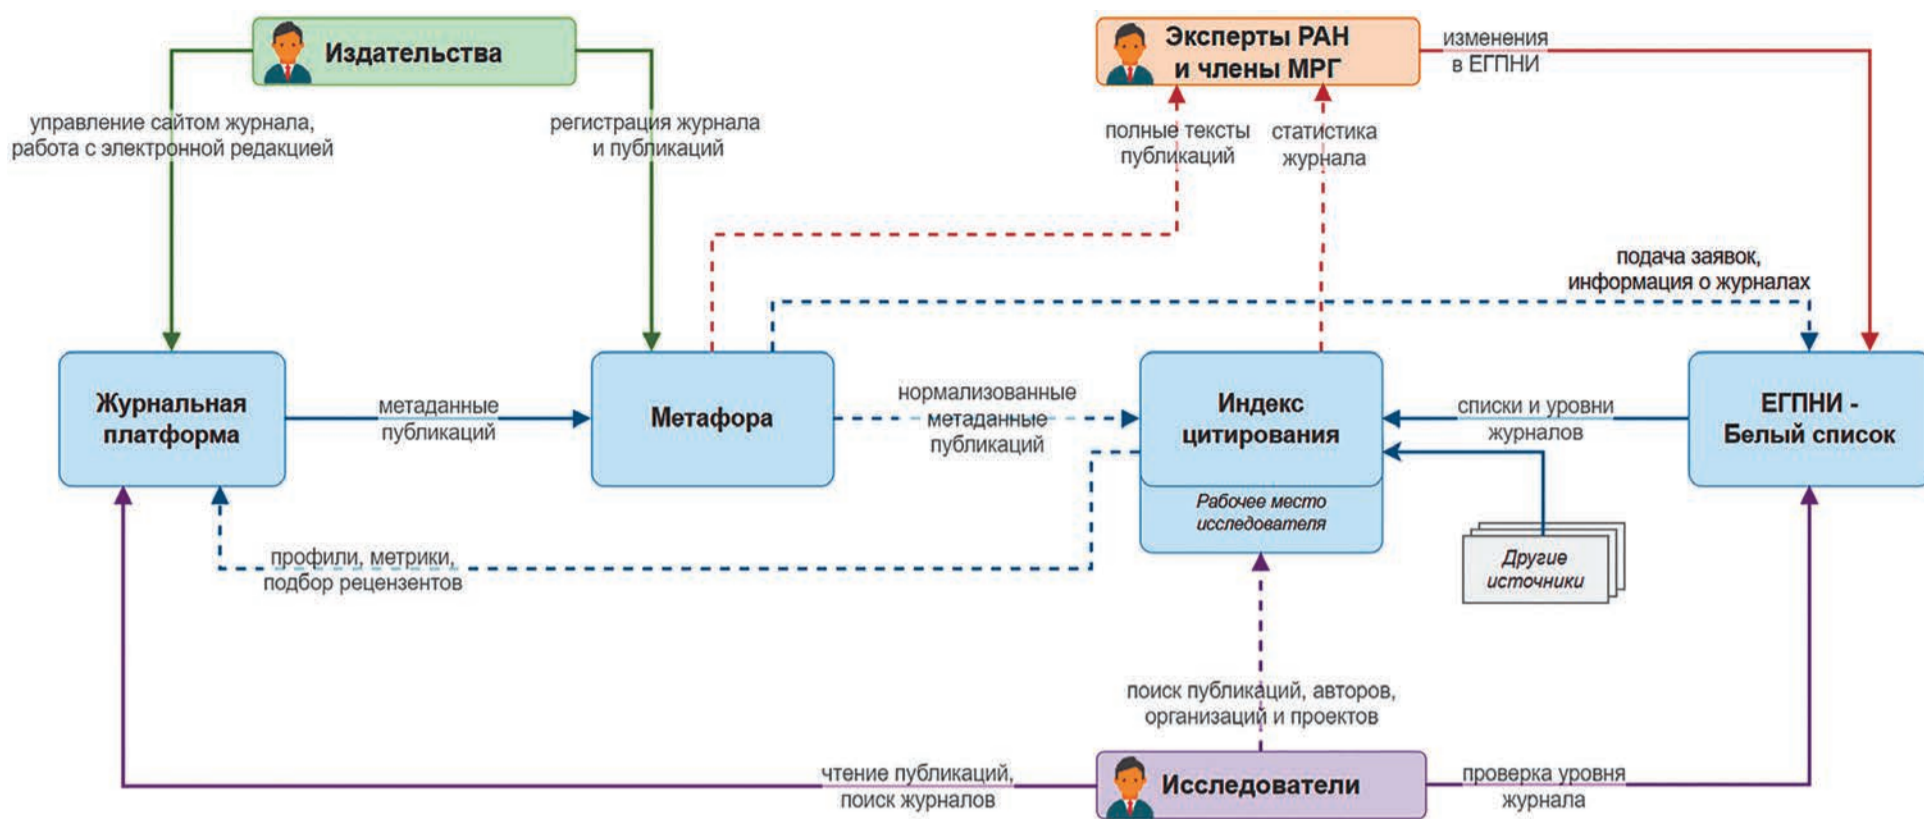 Издательства
Эксперты РАН
и члены МРГ
изменения
в ЕГПНИ
управление сайтом журнала,
работа с электронной редакцией
регистрация журнала
и публикаций
полные тексты
публикаций
статистика
журнала
подача заявок,
информация о журналах
Журнальная
платформа
метаданные
публикаций
Метафора
нормализованные
метаданные
публикаций
Индекс
цитирования
Рабочее место
исследователя
списки и уровни
журналов
ЕГПНИ -
Белый список
профили, метрики,
подбор рецензентов
Другие
источники
поиск публикаций, авторов,
организаций и проектов
чтение публикаций,
поиск журналов
Исследователи
проверка уровня
журнала